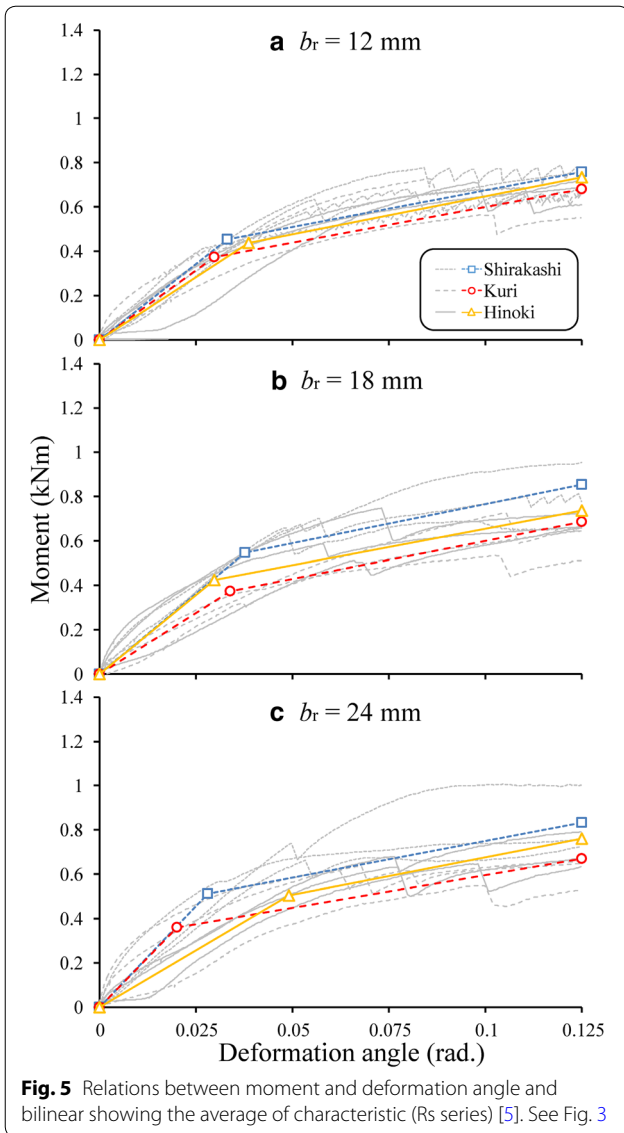 a b_r = 12 mm
1.4
1.2
1
0.8
0.6
0.4
0.2
0
Shirakashi
Kuri
Hinoki
b b_r = 18 mm
1.4
1.2
1
0.8
0.6
0.4
0.2
0
Moment (kNm)
c b_r = 24 mm
1.4
1.2
1
0.8
0.6
0.4
0.2
0
0 0.025 0.05 0.075 0.1 0.125
Deformation angle (rad.)
Fig. 5 Relations between moment and deformation angle and
bilinear showing the average of characteristic (Rs series) [5]. See Fig. 3